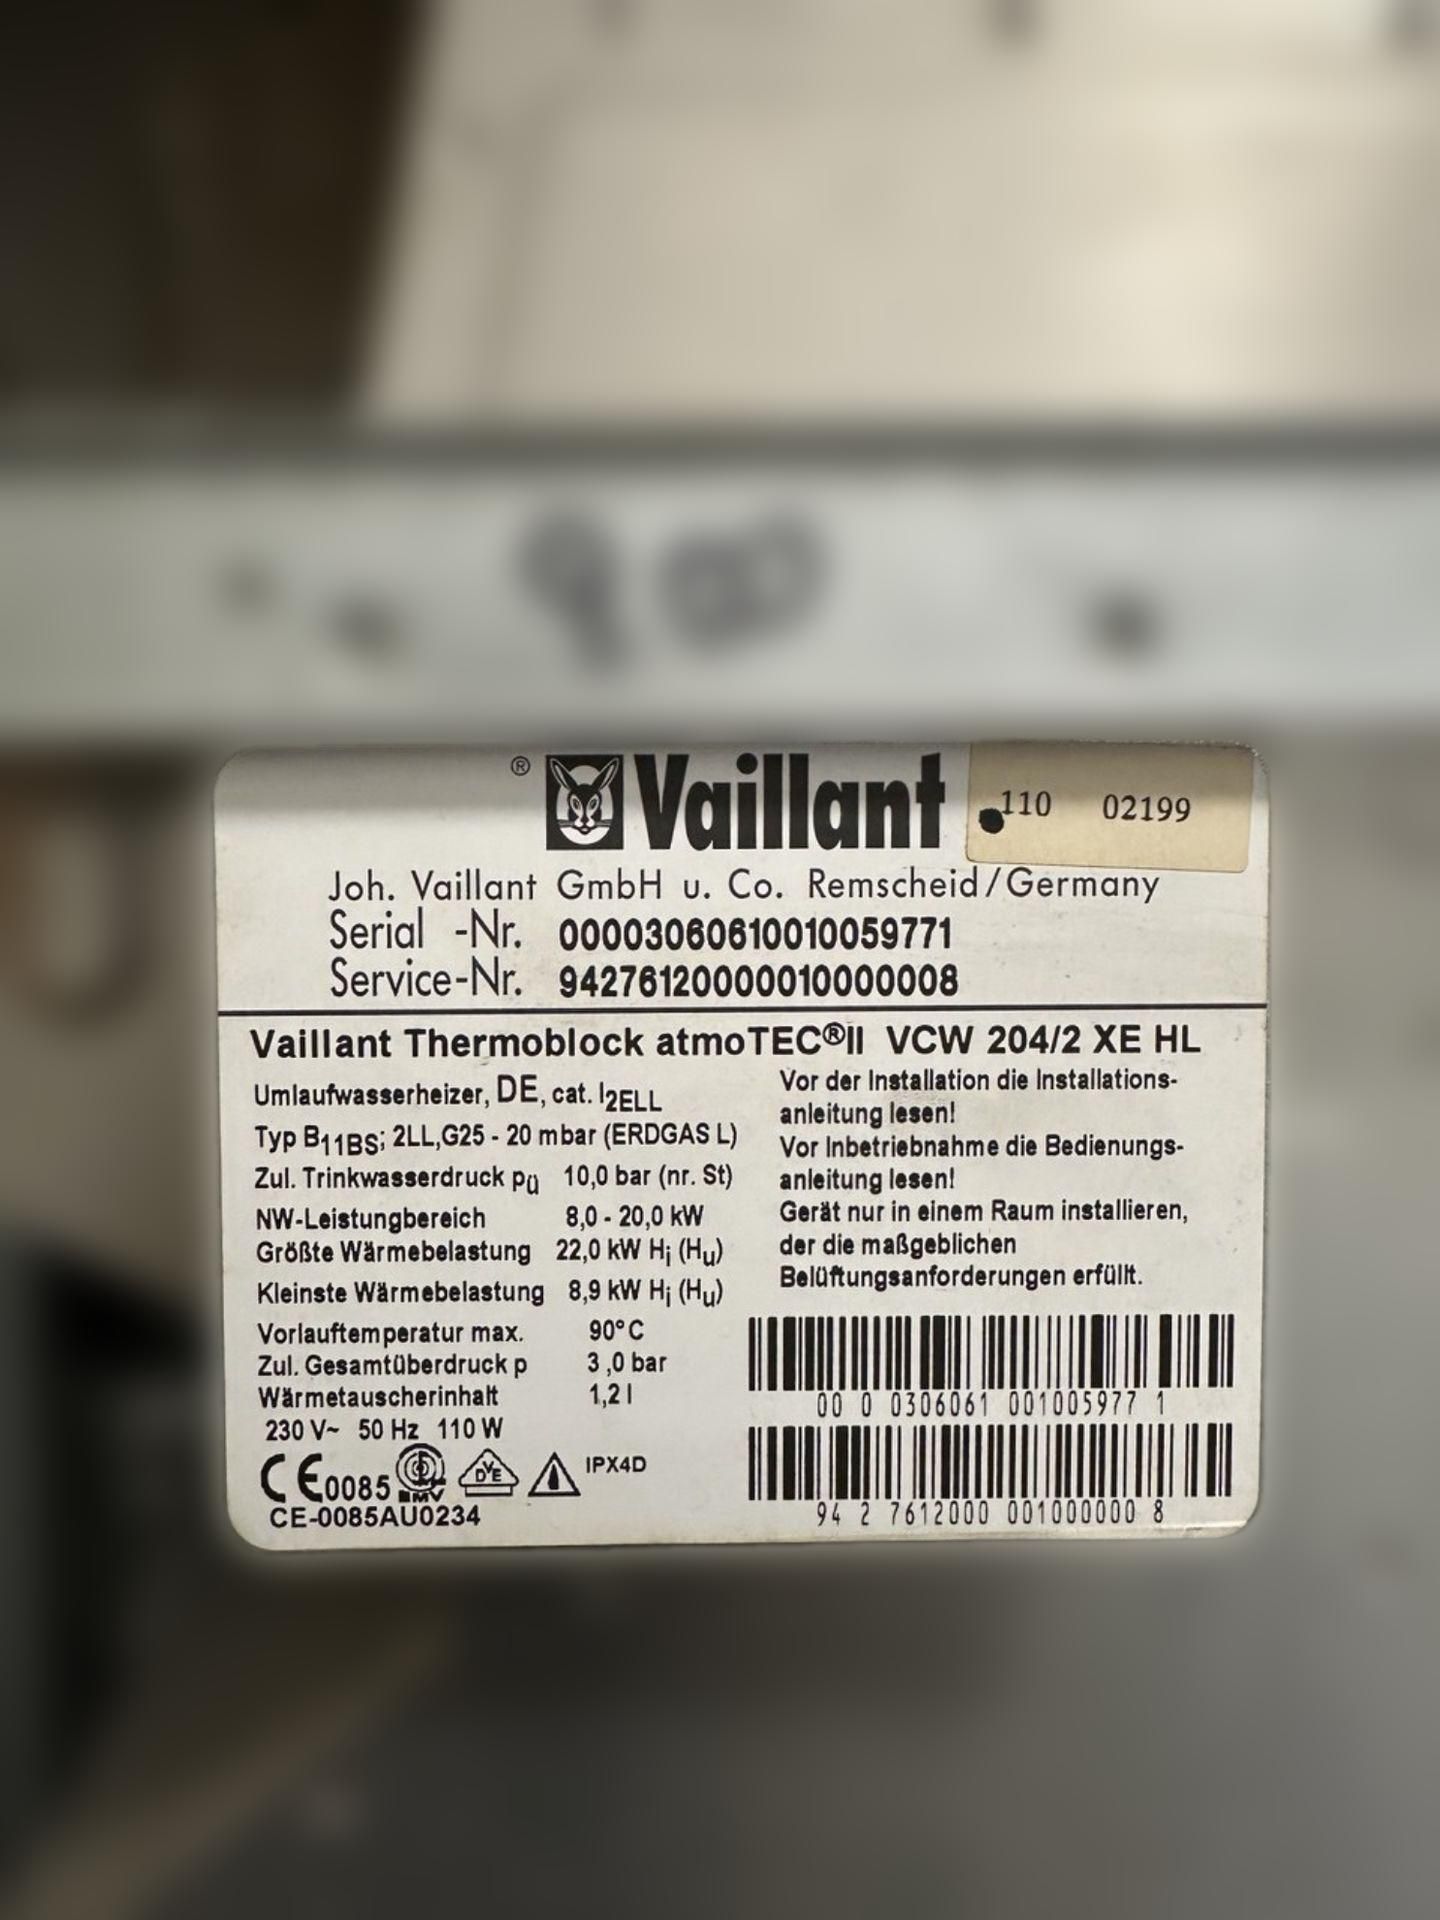 ® Vaillant
110 02199
Joh. Vaillant GmbH u. Co. Remscheid/Germany
Serial -Nr. 00003060610010059771
Service-Nr. 94276120000010000008
Vaillant Thermoblock atmoTEC®II VCW 204/2 XE HL
Umlaufwasserheizer, DE, cat. I2ELL
Typ B11BS; 2LL,G25 - 20 mbar (ERDGAS L)
Zul. Trinkwasserdruck pü 10,0 bar (nr. St)
NW-Leistungbereich 8,0 - 20,0 kW
Größte Wärmebelastung 22,0 kW Hi (Hu)
Kleinste Wärmebelastung 8,9 kW Hi (Hu)
Vorlauftemperatur max. 90°C
Zul. Gesamtüberdruck p 3,0 bar
Wärmetauscherinhalt 1,2 l
230 V~ 50 Hz 110 W
CE 0085 DVE IPX4D
CE-0085AU0234
Vor der Installation die Installations-
anleitung lesen!
Vor Inbetriebnahme die Bedienungs-
anleitung lesen!
Gerät nur in einem Raum installieren,
der die maßgeblichen
Belüftungsanforderungen erfüllt.
00 0 0306061 001005977 1
94 2 7612000 001000000 8